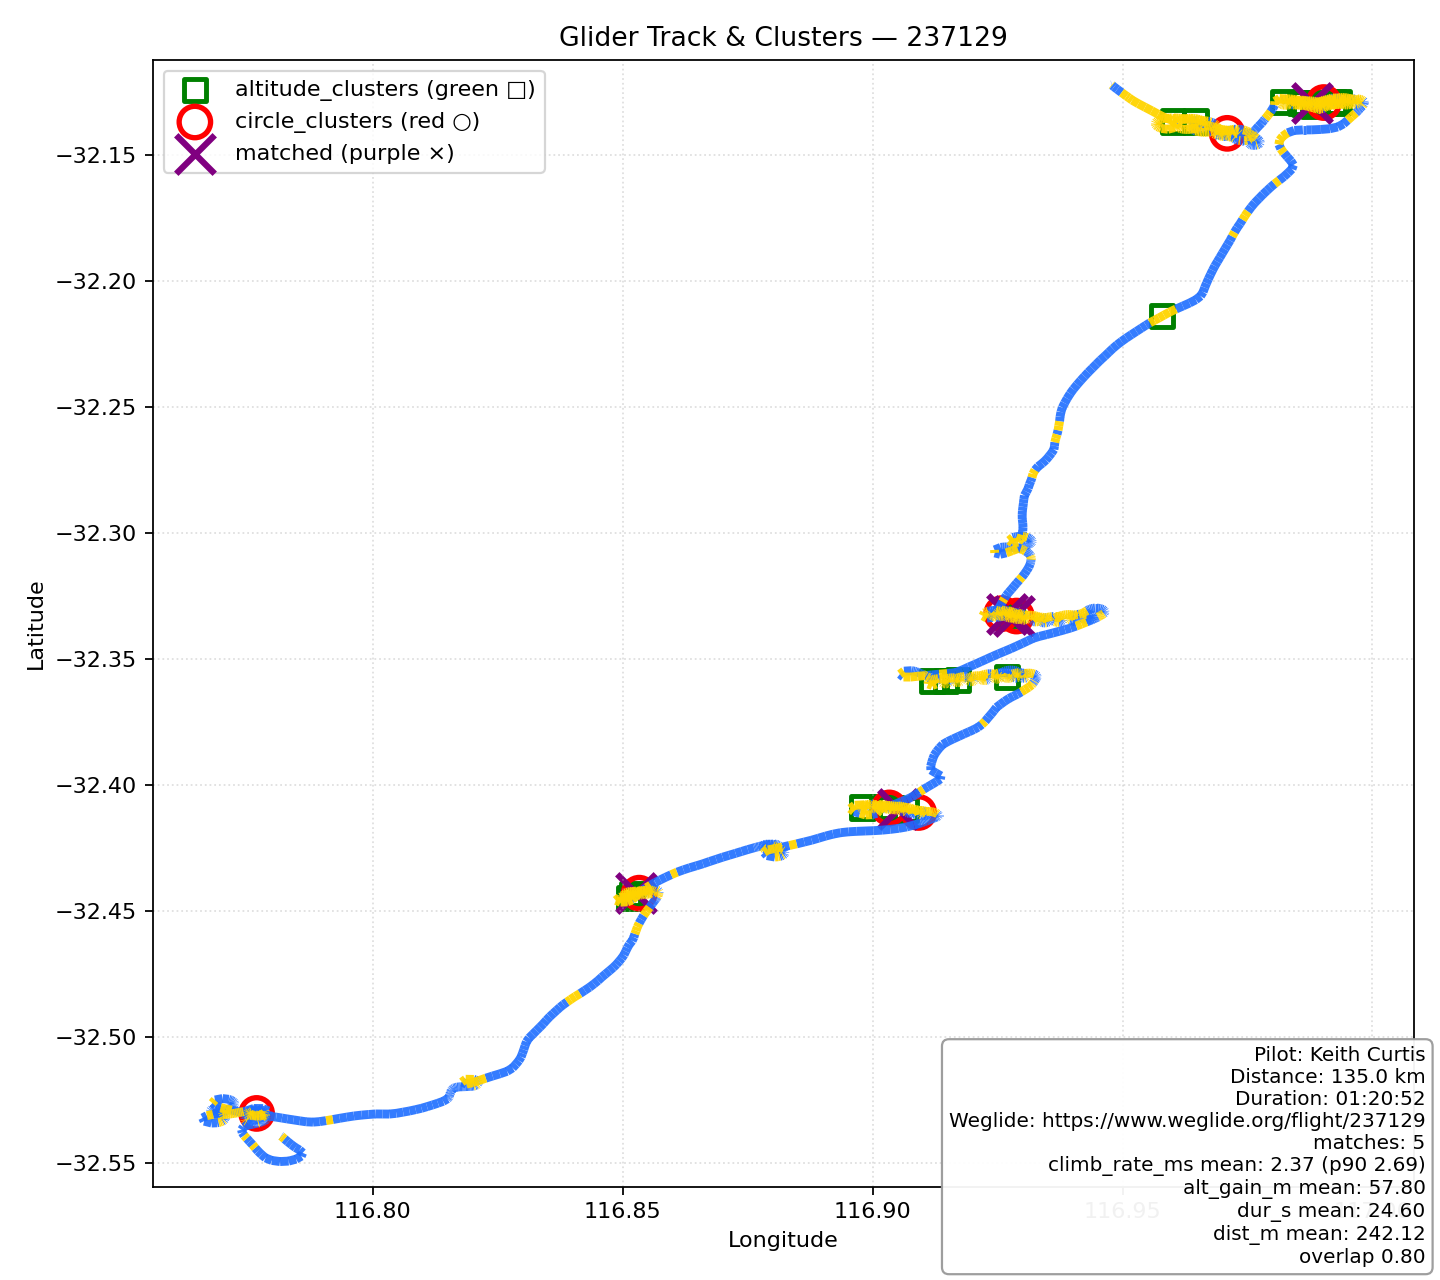 Glider Track & Clusters — 237129
altitude_clusters (green □)
circle_clusters (red ○)
matched (purple ×)
−32.15
−32.20
−32.25
−32.30
−32.35
−32.40
−32.45
−32.50
−32.55
Latitude
116.80
116.85
116.90
116.95
Longitude
Pilot: Keith Curtis
Distance: 135.0 km
Duration: 01:20:52
Weglide: https://www.weglide.org/flight/237129
matches: 5
climb_rate_ms mean: 2.37 (p90 2.69)
alt_gain_m mean: 57.80
dur_s mean: 24.60
dist_m mean: 242.12
overlap 0.80